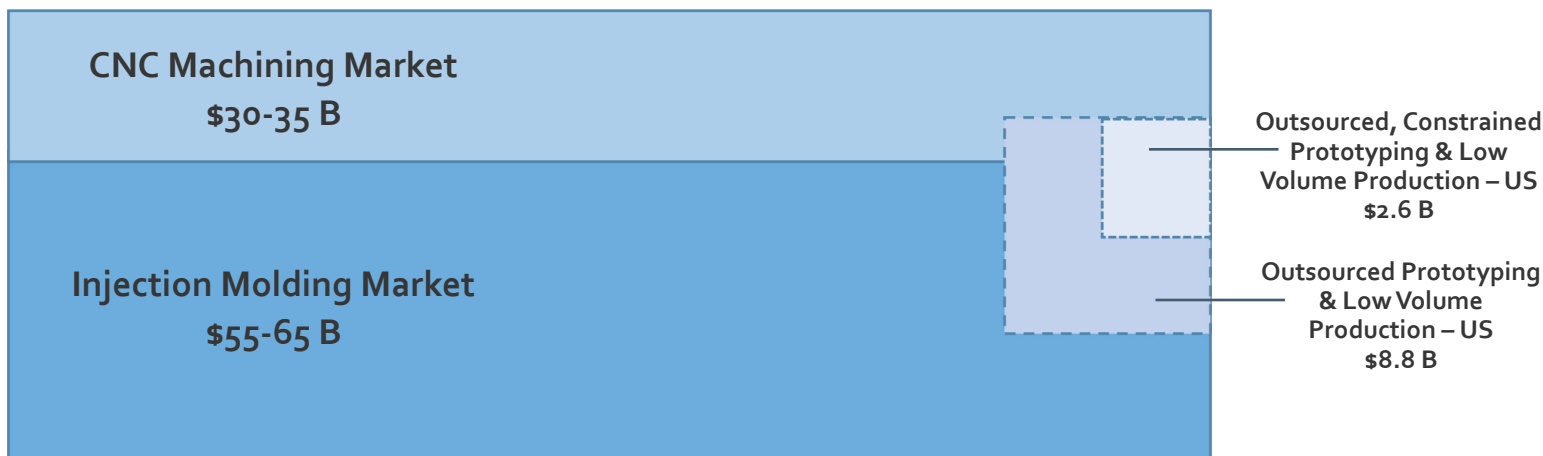 CNC Machining Market
$30-35 B
Injection Molding Market
$55-65 B
Outsourced, Constrained
Prototyping & Low
Volume Production – US
$2.6 B
Outsourced Prototyping
& Low Volume
Production – US
$8.8 B